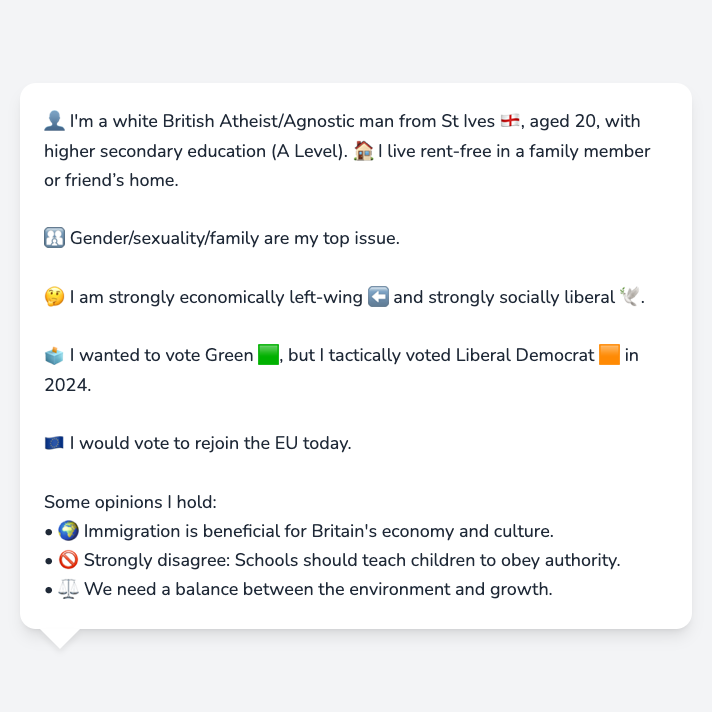 👤 I'm a white British Atheist/Agnostic man from St Ives 🏴󠁧󠁢󠁥󠁮󠁧󠁿, aged 20, with
higher secondary education (A Level). 🏠 I live rent-free in a family member
or friend’s home.
🚻 Gender/sexuality/family are my top issue.
🤔 I am strongly economically left-wing ⬅️ and strongly socially liberal 🕊️.
🗳️ I wanted to vote Green 🟩, but I tactically voted Liberal Democrat 🟧 in
2024.
🇪🇺 I would vote to rejoin the EU today.
Some opinions I hold:
• 🌍 Immigration is beneficial for Britain's economy and culture.
• 🚫 Strongly disagree: Schools should teach children to obey authority.
• ⚖️ We need a balance between the environment and growth.